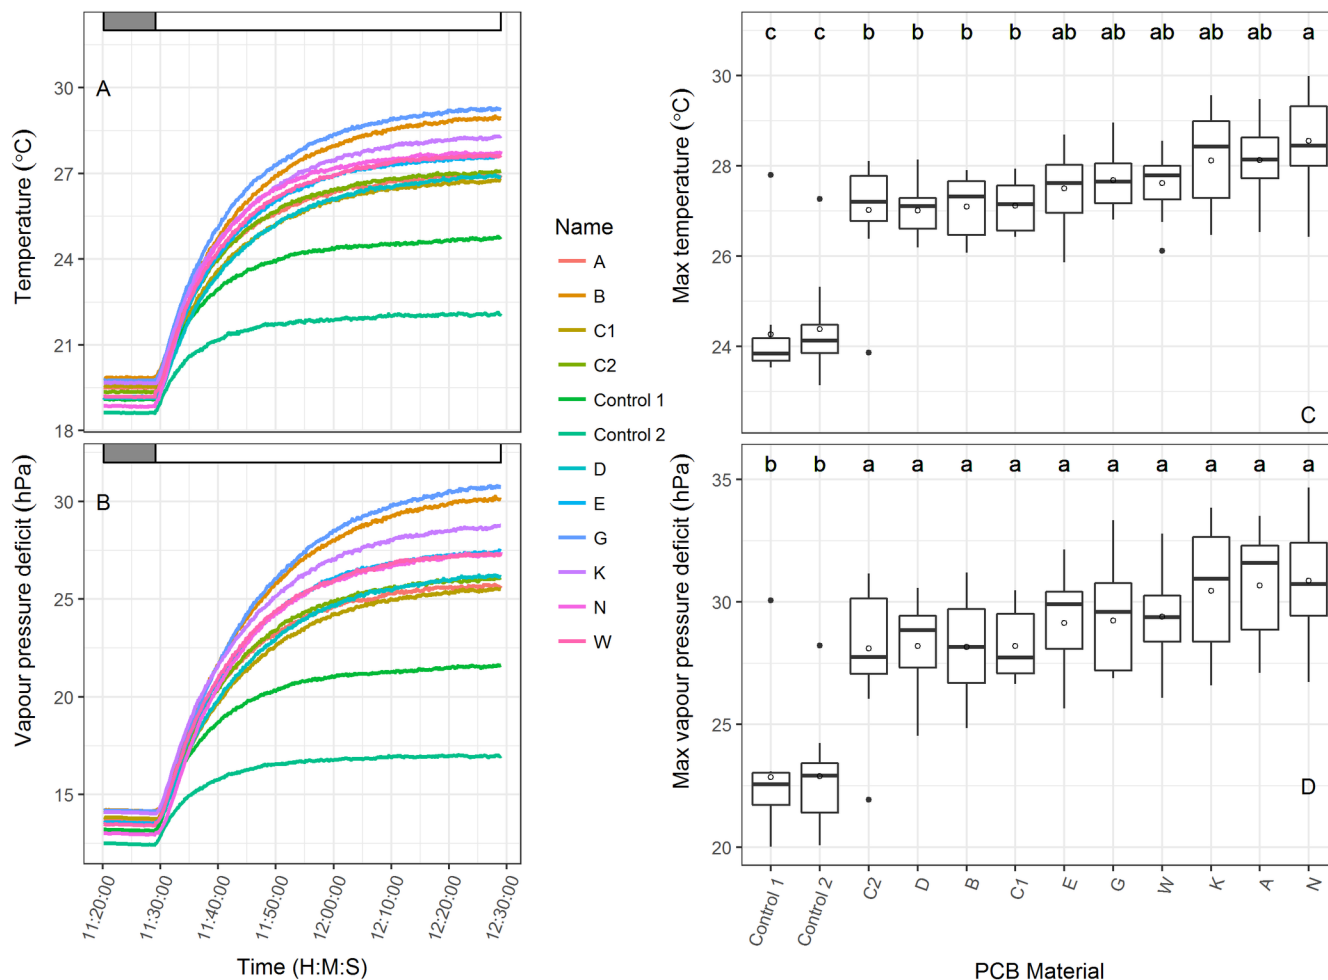 A
Temperature (°C)
30
27
24
21
18
B
Vapour pressure deficit (hPa)
30
25
20
15
11:20:00
11:30:00
11:40:00
11:50:00
12:00:00
12:10:00
12:20:00
12:30:00
Time (H:M:S)
Name
A
B
C1
C2
Control 1
Control 2
D
E
G
K
N
W
c c b b b b ab ab ab ab ab a
Max temperature (°C)
30
28
26
24
C
b b a a a a a a a a a a
Max vapour pressure deficit (hPa)
35
30
25
20
D
Control 1
Control 2
C2
D
B
C1
E
G
W
K
A
N
PCB Material